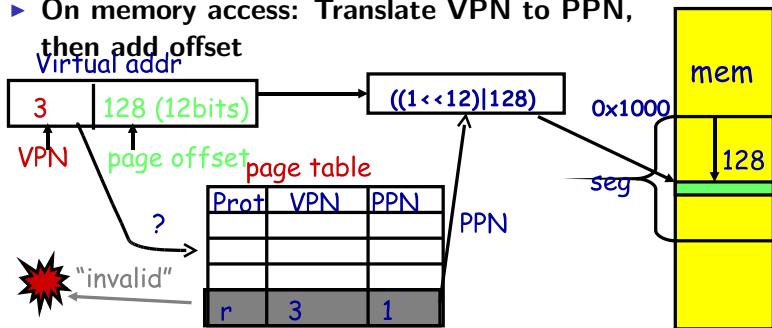 ▶ On memory access: Translate VPN to PPN,
then add offset
Virtual addr
3 128 (12bits)
VPN page offset
((1<<12)|128)
mem
0x1000
128
seg
page table
Prot VPN PPN
r 3 1
?
PPN
"invalid"